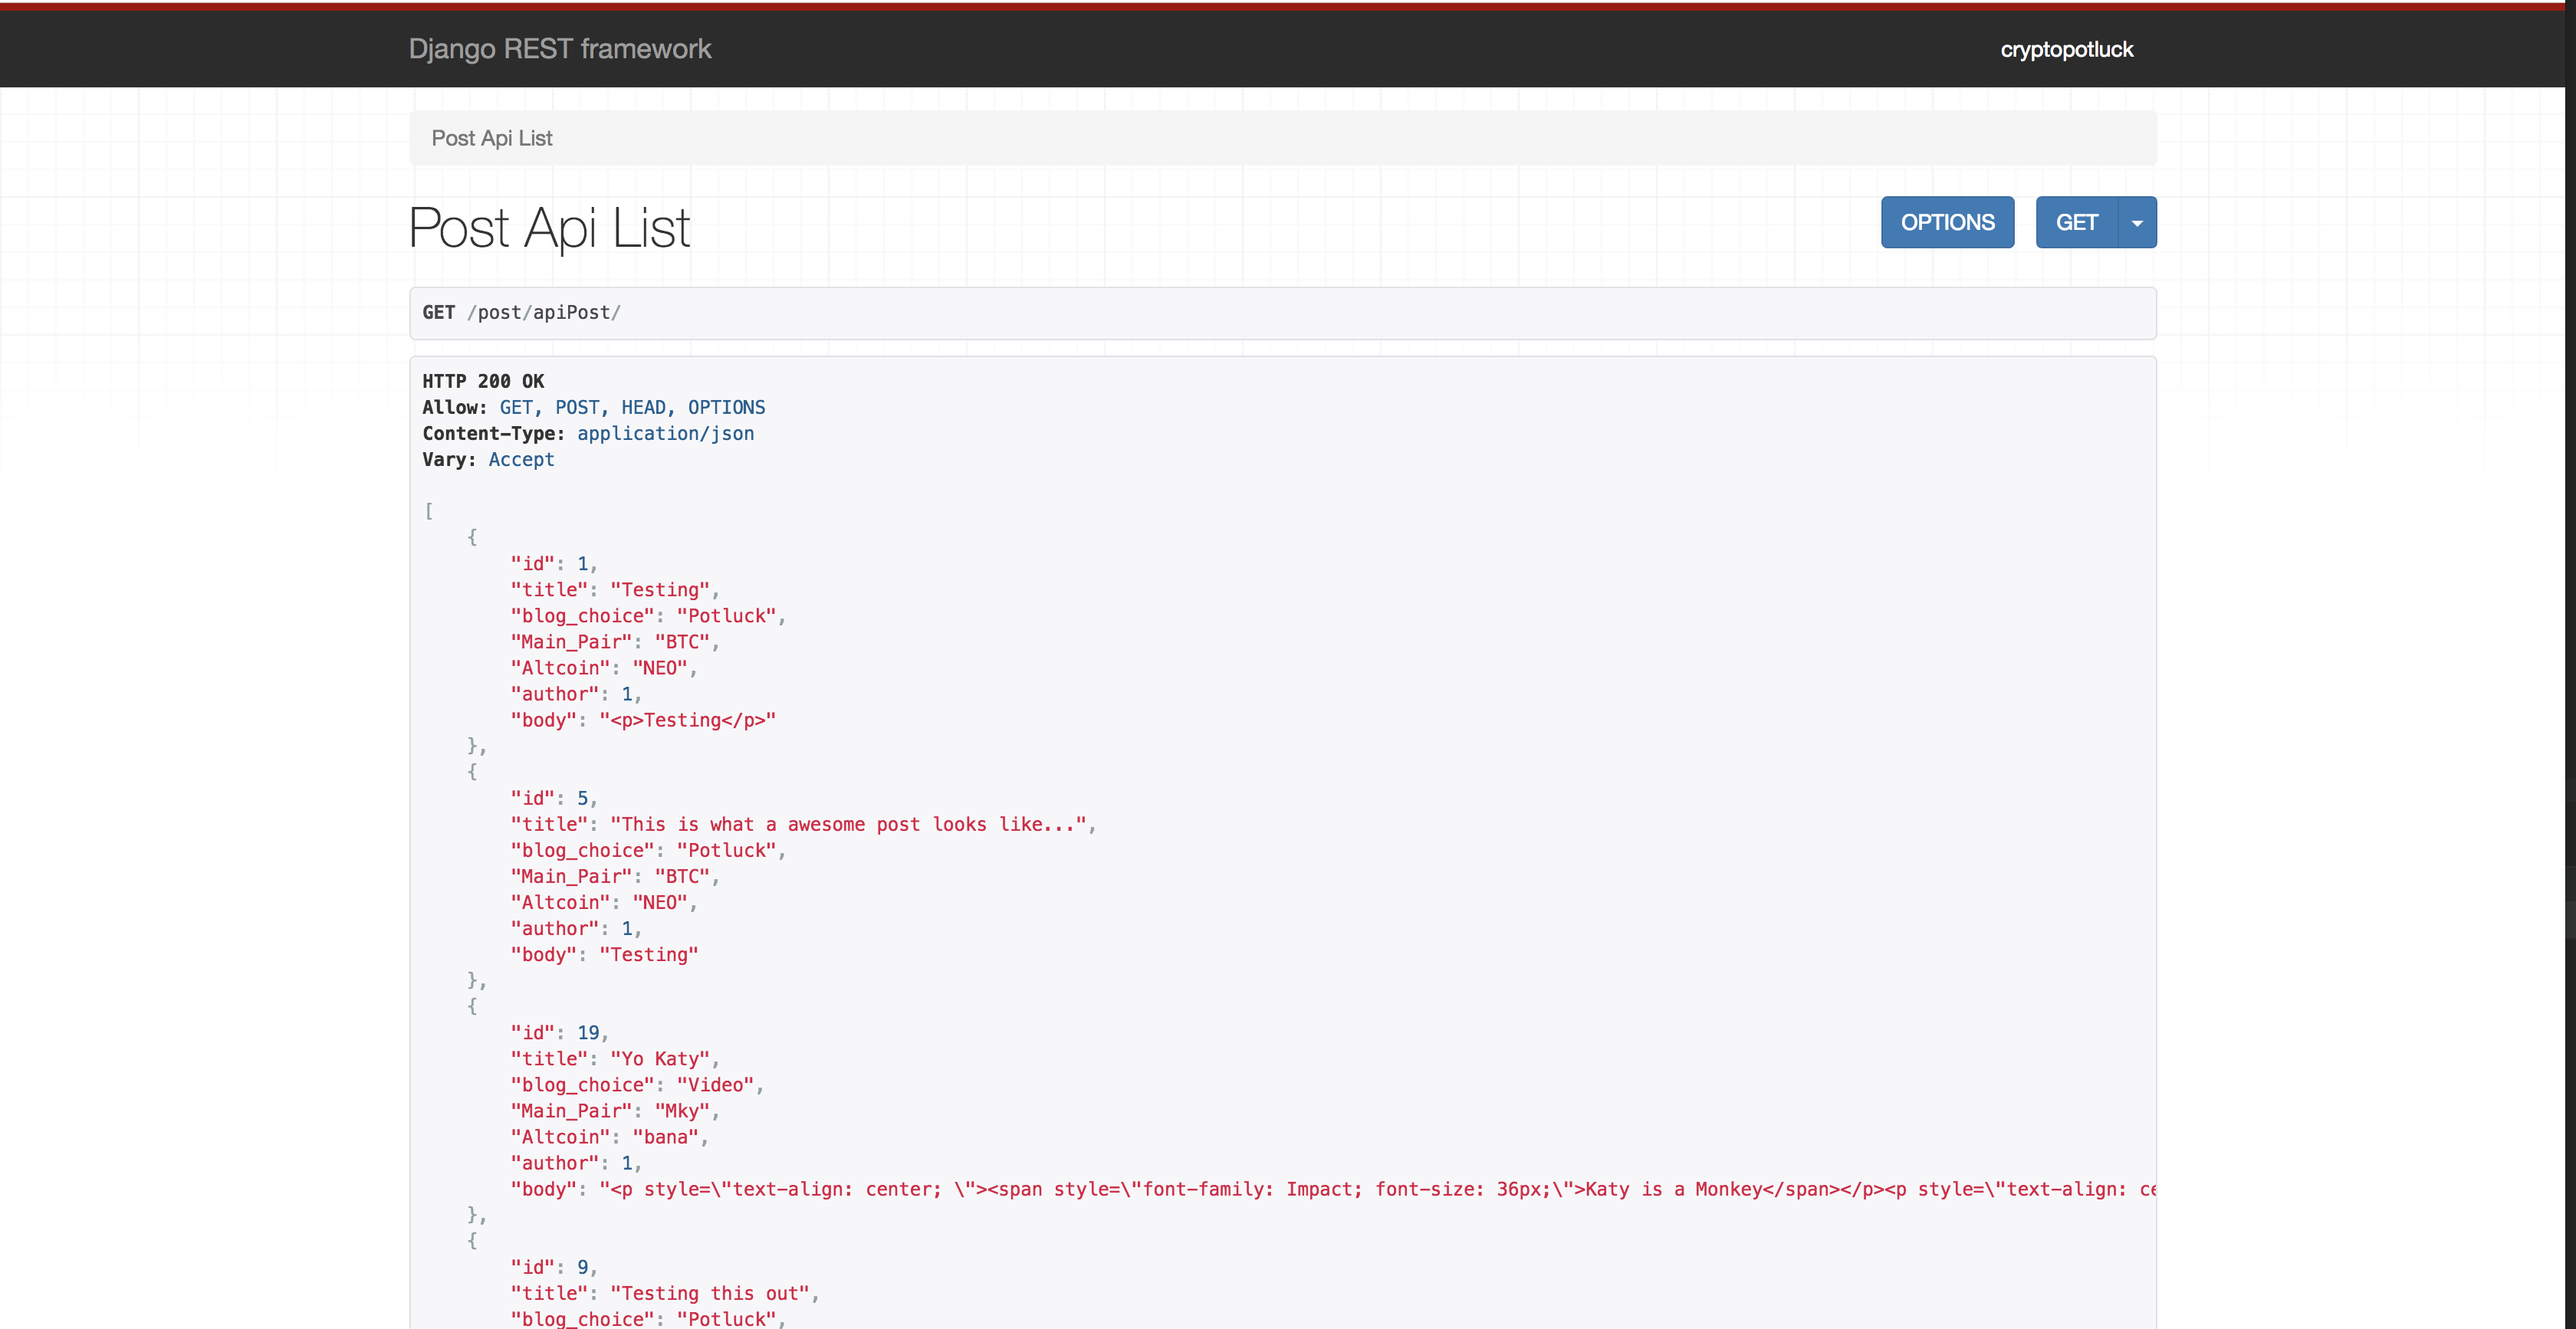 Django REST framework
cryptopotluck
Post Api List
Post Api List
OPTIONS
GET
GET /post/apiPost/
HTTP 200 OK
Allow: GET, POST, HEAD, OPTIONS
Content-Type: application/json
Vary: Accept
[
{
"id": 1,
"title": "Testing",
"blog_choice": "Potluck",
"Main_Pair": "BTC",
"Altcoin": "NEO",
"author": 1,
"body": "<p>Testing</p>"
},
{
"id": 5,
"title": "This is what a awesome post looks like...",
"blog_choice": "Potluck",
"Main_Pair": "BTC",
"Altcoin": "NEO",
"author": 1,
"body": "Testing"
},
{
"id": 19,
"title": "Yo Katy",
"blog_choice": "Video",
"Main_Pair": "Mky",
"Altcoin": "bana",
"author": 1,
"body": "<p style=\"text-align: center; \"><span style=\"font-family: Impact; font-size: 36px;\">Katy is a Monkey</span></p><p style=\"text-align: ce
},
{
"id": 9,
"title": "Testing this out",
"blog_choice": "Potluck",